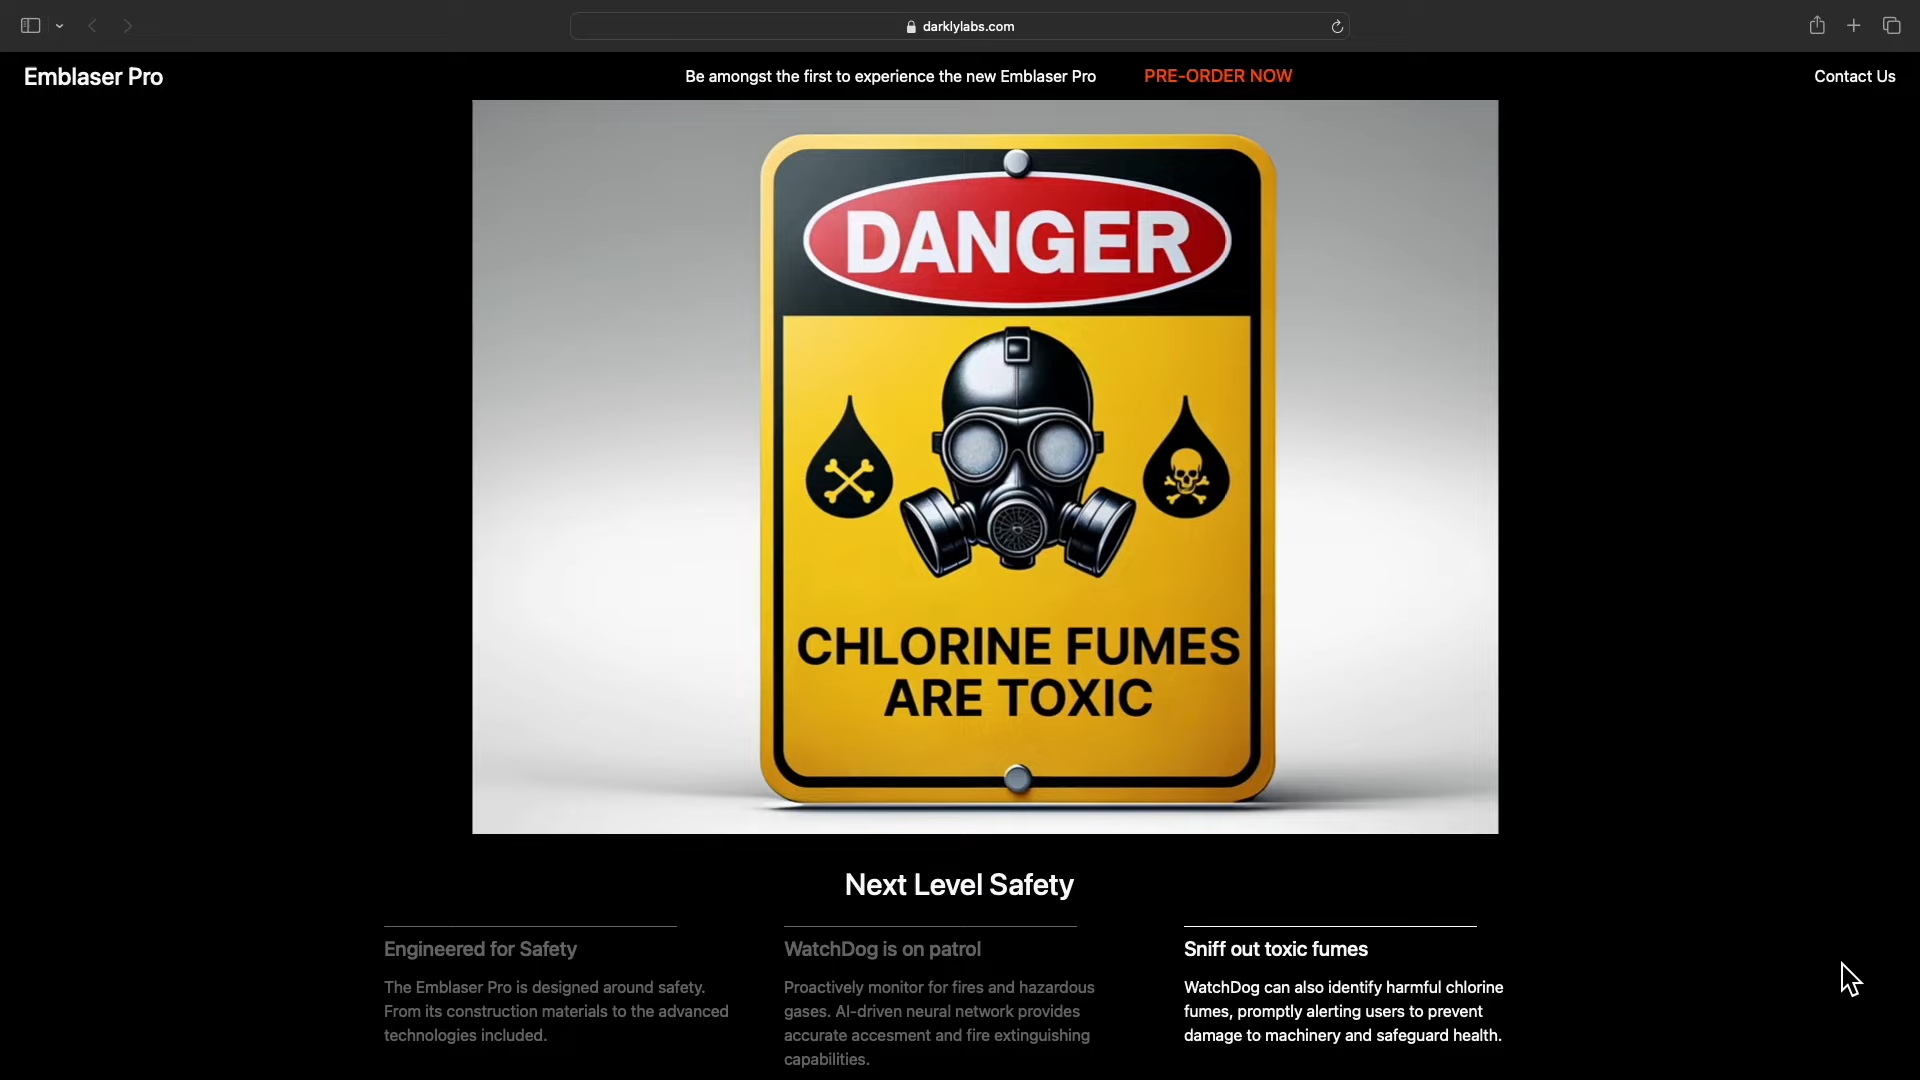 darklylabs.com
Emblaser Pro
Be amongst the first to experience the new Emblaser Pro
PRE-ORDER NOW
Contact Us
DANGER
CHLORINE FUMES
ARE TOXIC
Next Level Safety
Engineered for Safety
The Emblaser Pro is designed around safety.
From its construction materials to the advanced
technologies included.
WatchDog is on patrol
Proactively monitor for fires and hazardous
gases. AI-driven neural network provides
accurate accesment and fire extinguishing
capabilities.
Sniff out toxic fumes
WatchDog can also identify harmful chlorine
fumes, promptly alerting users to prevent
damage to machinery and safeguard health.